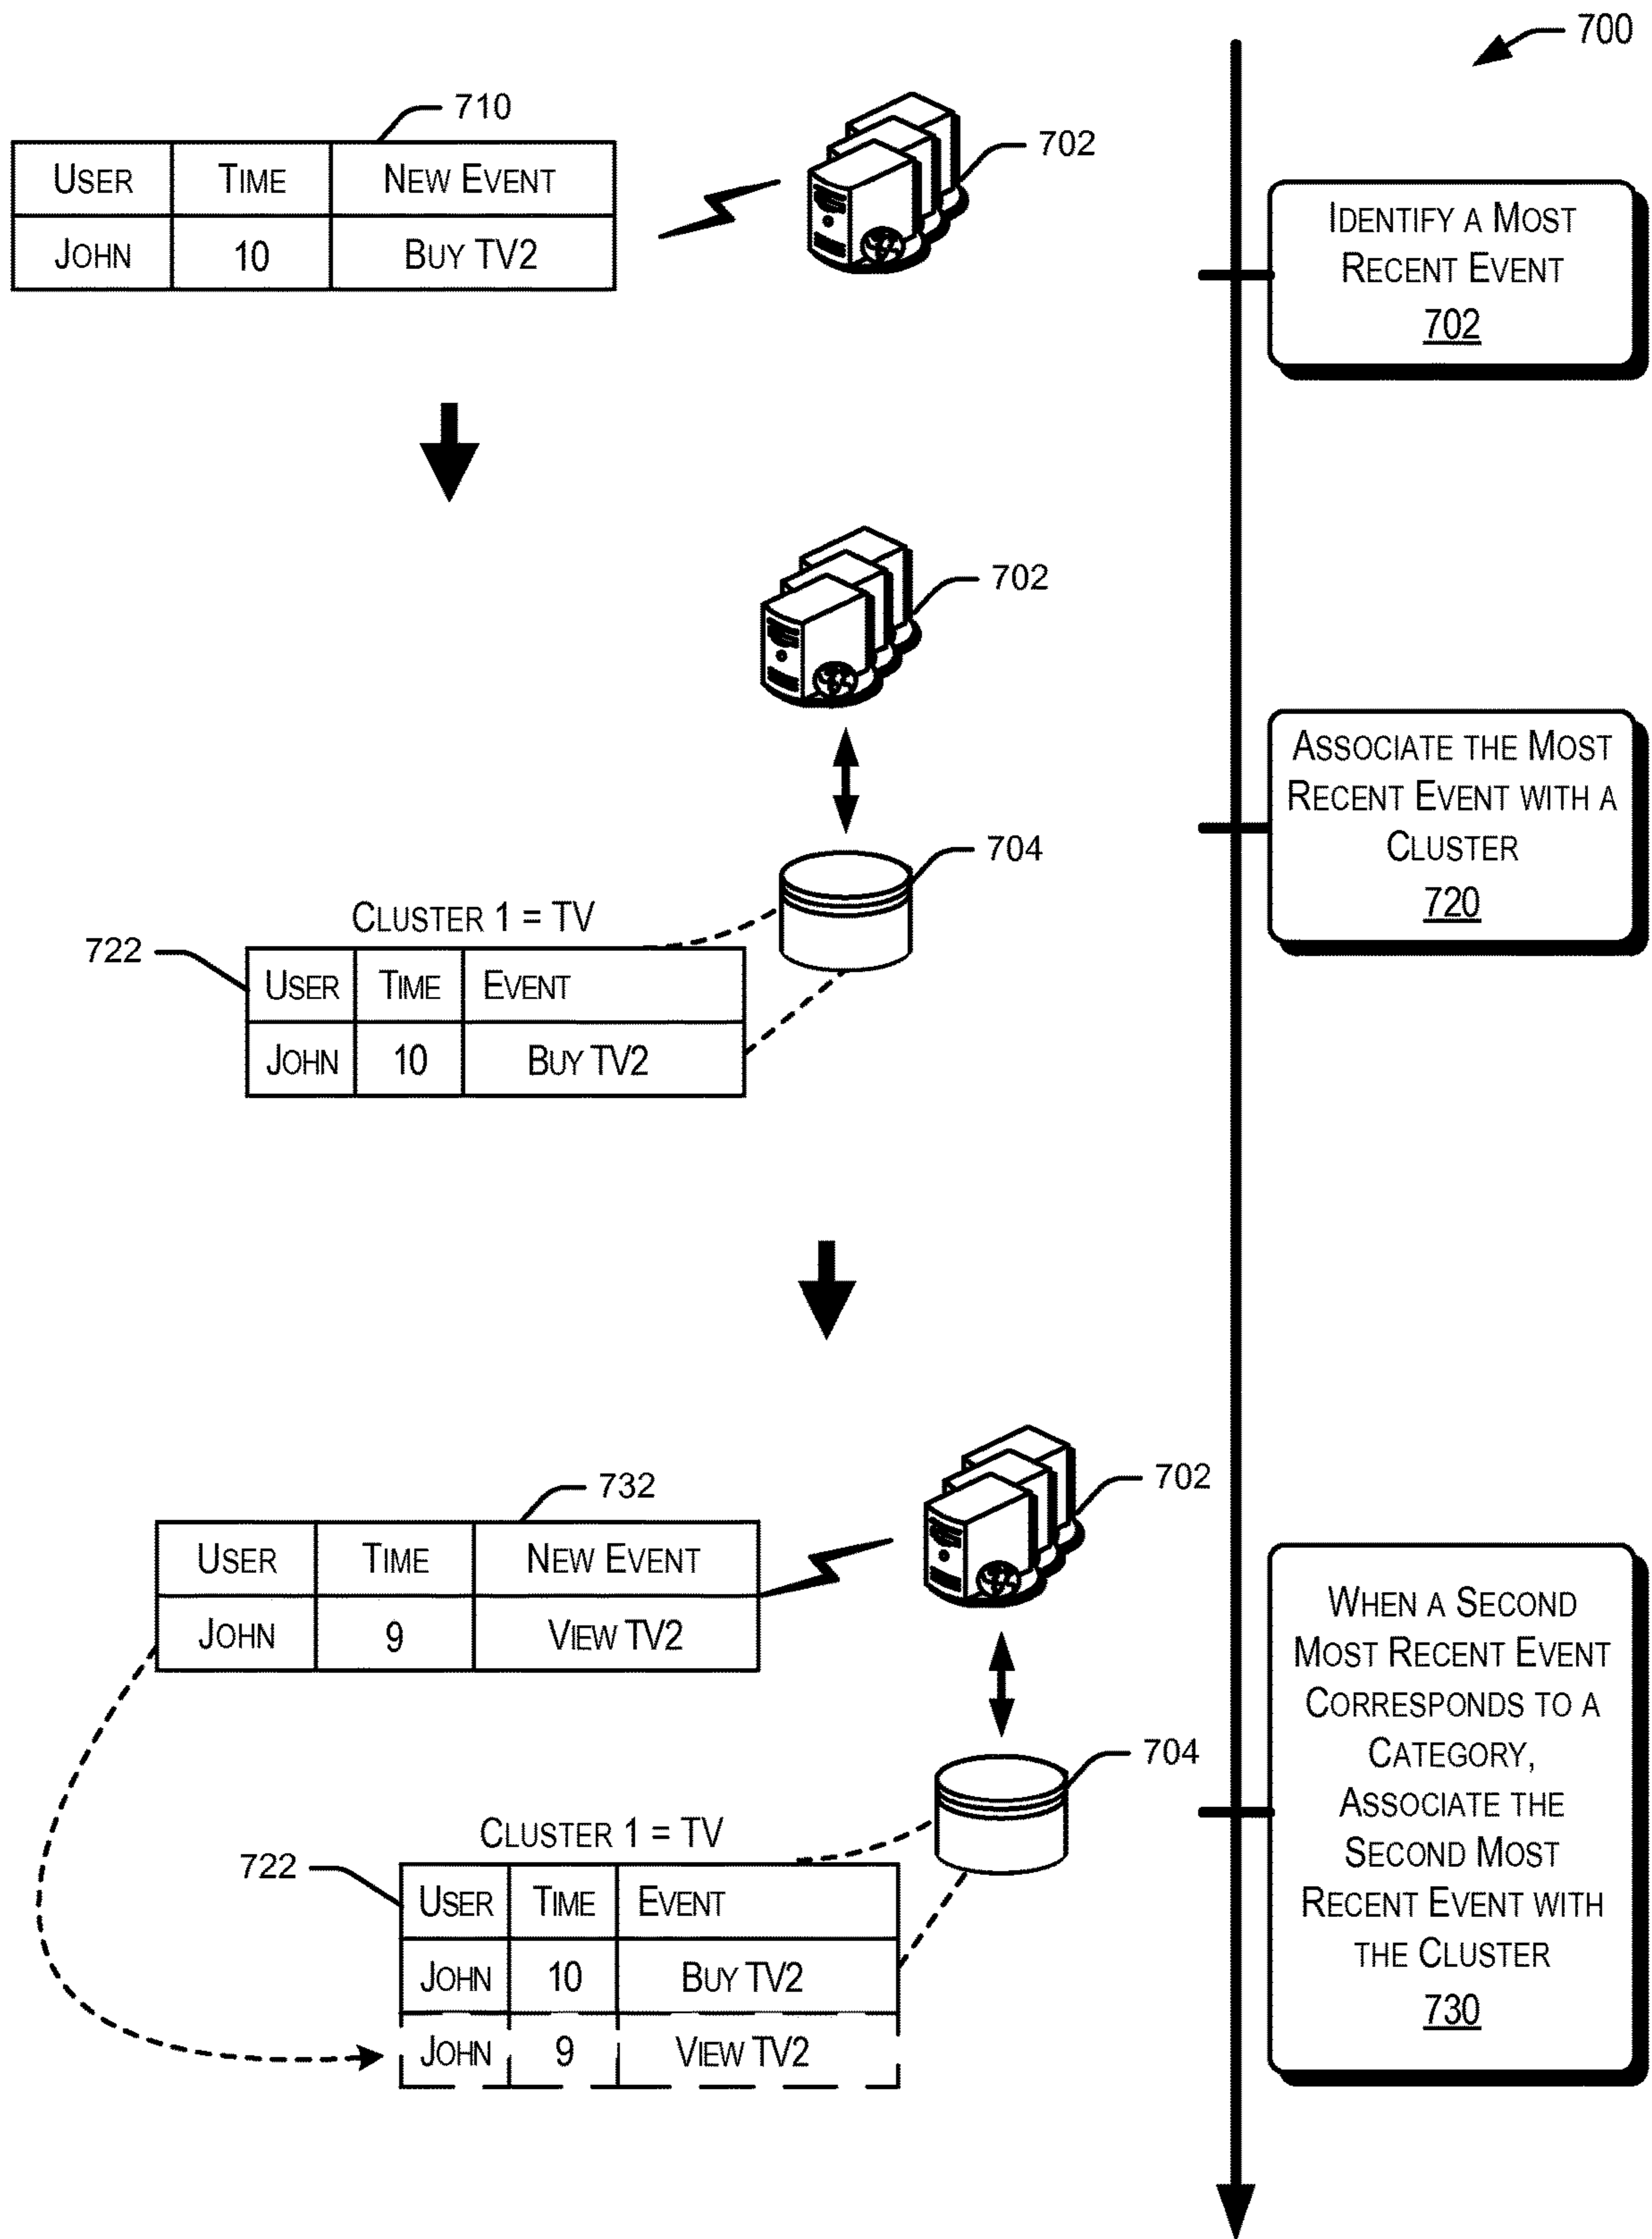 700
710
702
USER TIME NEW EVENT
JOHN 10 BUY TV2
IDENTIFY A MOST
RECENT EVENT
702
702
704
CLUSTER 1 = TV
722
USER TIME EVENT
JOHN 10 BUY TV2
ASSOCIATE THE MOST
RECENT EVENT WITH A
CLUSTER
720
732
702
USER TIME NEW EVENT
JOHN 9 VIEW TV2
704
CLUSTER 1 = TV
722
USER TIME EVENT
JOHN 10 BUY TV2
JOHN 9 VIEW TV2
WHEN A SECOND
MOST RECENT EVENT
CORRESPONDS TO A
CATEGORY,
ASSOCIATE THE
SECOND MOST
RECENT EVENT WITH
THE CLUSTER
730